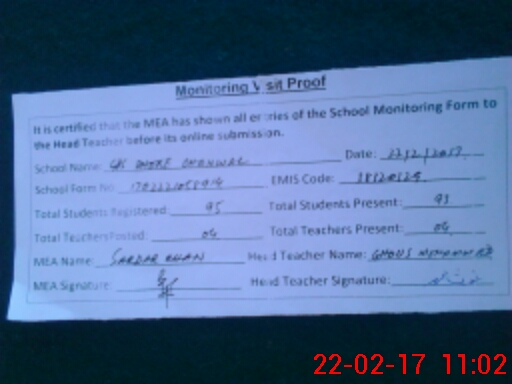 Monitoring Visit Proof
It is certified that the MEA has shown all entries of the School Monitoring Form to
the Head Teacher before its online submission.
School Name: Date: 22/2/2017
School Form No: EMIS Code:
Total Students Registered: 95 Total Students Present: 93
Total Teachers Posted: 04 Total Teachers Present: 04
MEA Name: SARDAR KHAN Head Teacher Name: GHOUS MOHAMMAD
MEA Signature: Head Teacher Signature:
22-02-17 11:02